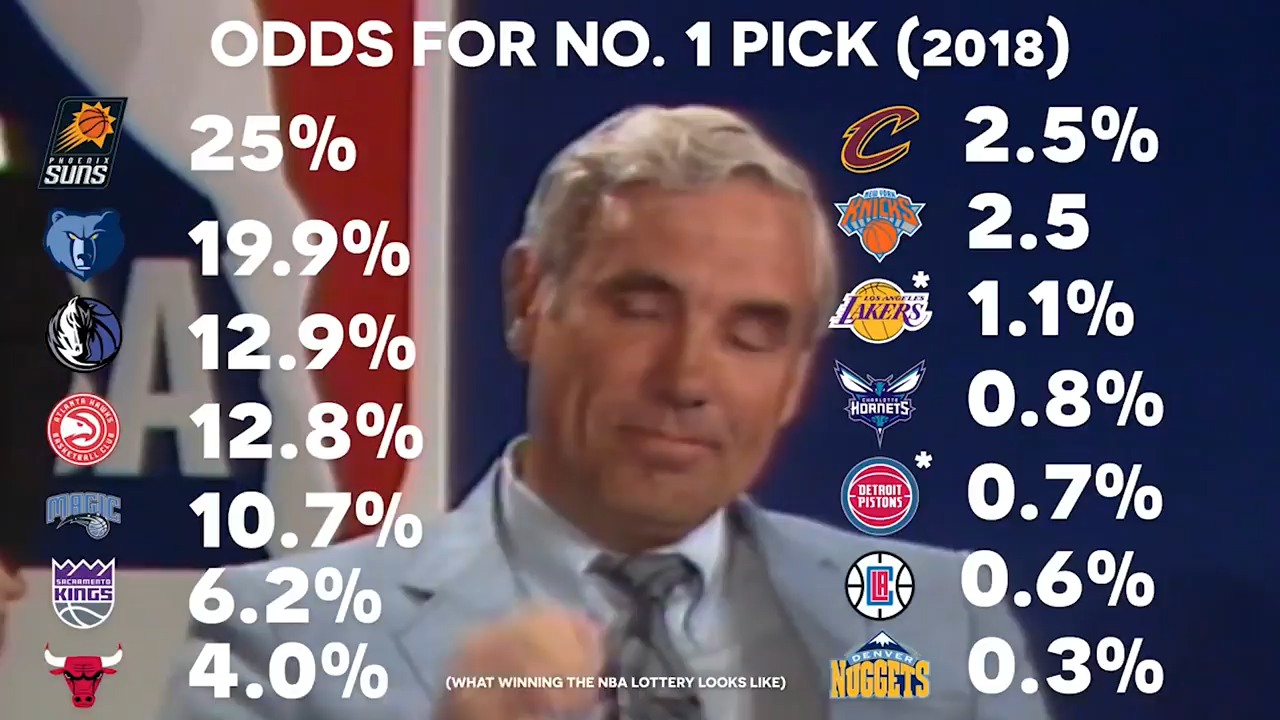 ODDS FOR NO. 1 PICK (2018)
PHOENIX
SUNS
25%
19.9%
12.9%
ATLANTA HAWKS
BASKETBALL CLUB
12.8%
MAGIC
10.7%
SACRAMENTO
KINGS
6.2%
4.0%
C
2.5%
NEW YORK
KNICKS
2.5
LOS ANGELES
LAKERS
*
1.1%
CHARLOTTE
HORNETS
0.8%
DETROIT
PISTONS
*
0.7%
LA
C
0.6%
DENVER
NUGGETS
0.3%
A
(WHAT WINNING THE NBA LOTTERY LOOKS LIKE)